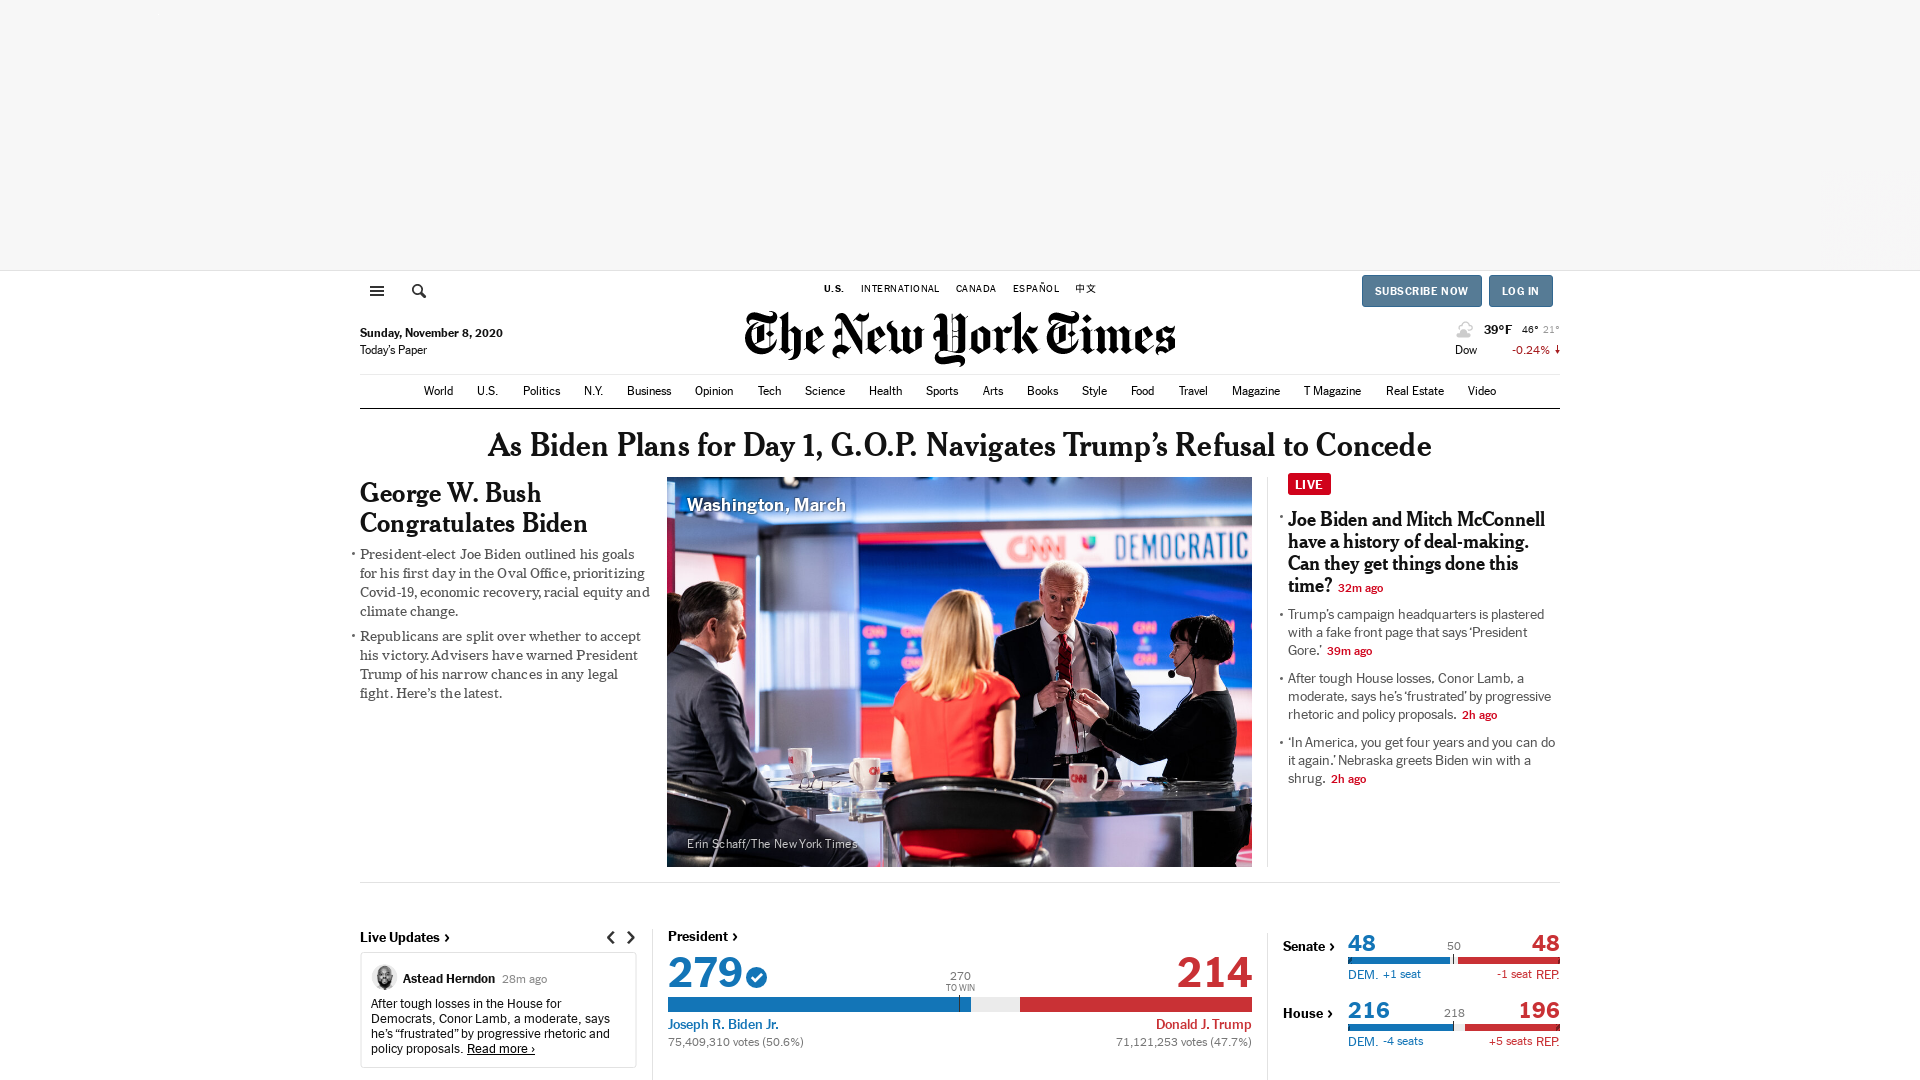 U.S. INTERNATIONAL CANADA ESPAÑOL 中文
SUBSCRIBE NOW LOG IN
Sunday, November 8, 2020
Today's Paper
The New York Times
39°F 46° 21°
Dow -0.24% ↓
World U.S. Politics N.Y. Business Opinion Tech Science Health Sports Arts Books Style Food Travel Magazine T Magazine Real Estate Video
As Biden Plans for Day 1, G.O.P. Navigates Trump's Refusal to Concede
George W. Bush
Congratulates Biden
• President-elect Joe Biden outlined his goals
for his first day in the Oval Office, prioritizing
Covid-19, economic recovery, racial equity and
climate change.
• Republicans are split over whether to accept
his victory. Advisers have warned President
Trump of his narrow chances in any legal
fight. Here's the latest.
Washington, March
CNN DEMOCRATIC
CNN CNN CNN
CNN
CNN
Erin Schaff/The New York Times
LIVE
• Joe Biden and Mitch McConnell
have a history of deal-making.
Can they get things done this
time? 32m ago
• Trump's campaign headquarters is plastered
with a fake front page that says 'President
Gore.' 39m ago
• After tough House losses, Conor Lamb, a
moderate, says he's 'frustrated' by progressive
rhetoric and policy proposals. 2h ago
• 'In America, you get four years and you can do
it again.' Nebraska greets Biden win with a
shrug. 2h ago
Live Updates ›
Astead Herndon 28m ago
After tough losses in the House for
Democrats, Conor Lamb, a moderate, says
he's "frustrated" by progressive rhetoric and
policy proposals. Read more ›
President ›
279 214
270
TO WIN
Joseph R. Biden Jr. Donald J. Trump
75,409,310 votes (50.6%) 71,121,253 votes (47.7%)
Senate › 48 50 48
DEM. +1 seat -1 seat REP.
House › 216 218 196
DEM. -4 seats +5 seats REP.